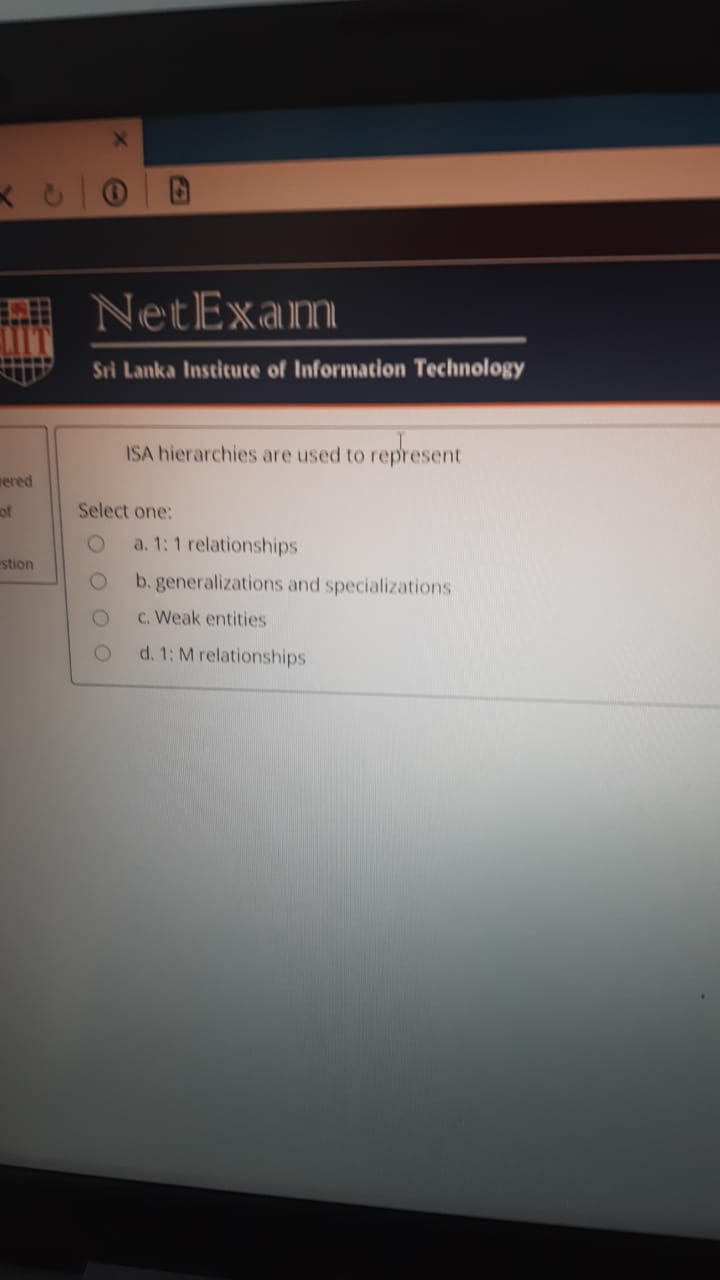 NetExam
LIIT
Sri Lanka Institute of Information Technology
ISA hierarchies are used to represent
ered
of
stion
Select one:
a. 1: 1 relationships
b. generalizations and specializations
c. Weak entities
d. 1: M relationships